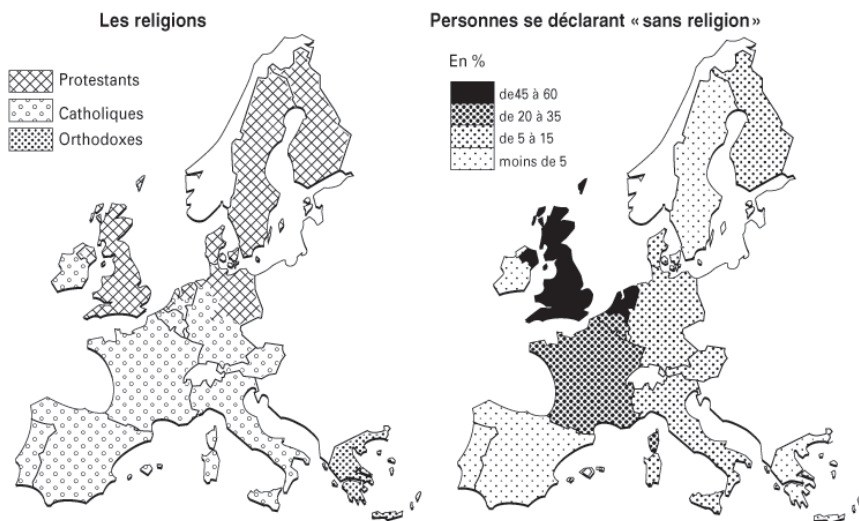 Les religions
Protestants
Catholiques
Orthodoxes
Personnes se déclarant « sans religion »
En %
de45 à 60
de 20 à 35
de 5 à 15
moins de 5